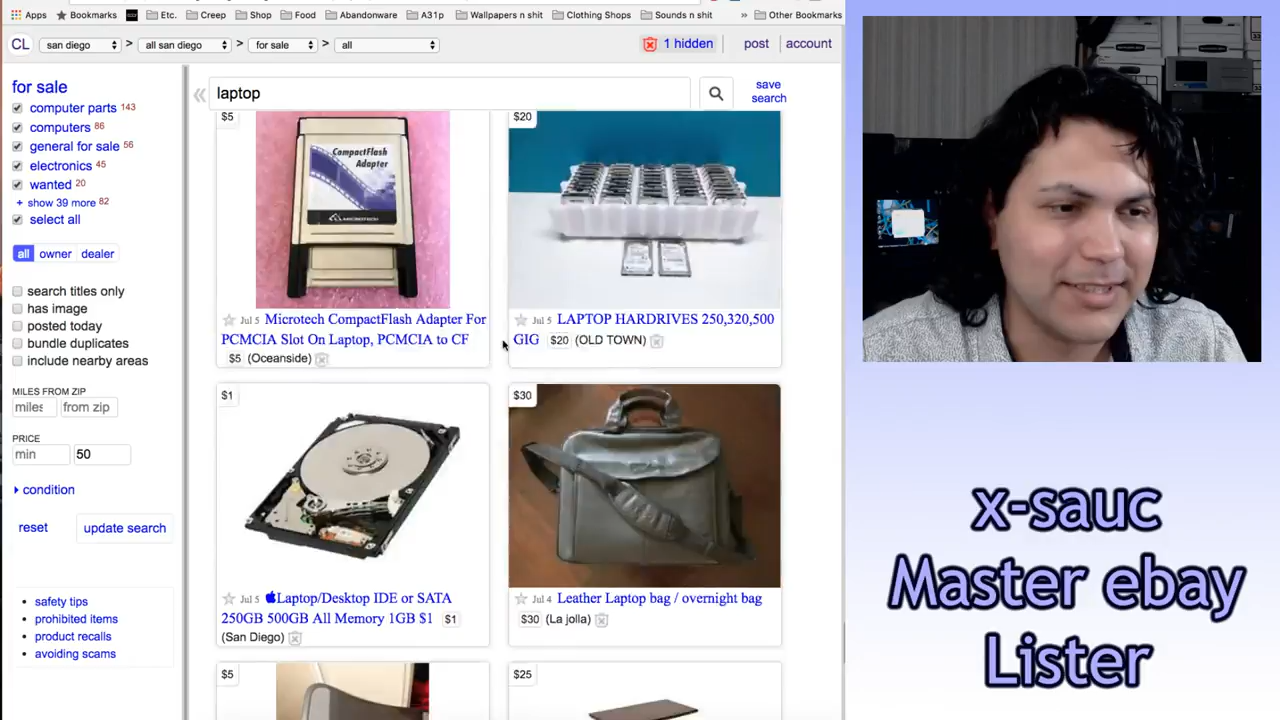 Apps
Bookmarks
Etc.
Creep
Shop
Food
Abandonware
A31p
Wallpapers n shit
Clothing Shops
Sounds n shit
»
Other Bookmarks
CL
san diego
>
all san diego
>
for sale
>
all
1 hidden
post
account
for sale
computer parts 143
computers 86
general for sale 56
electronics 45
wanted 20
+ show 39 more 82
select all
all
owner
dealer
search titles only
has image
posted today
bundle duplicates
include nearby areas
MILES FROM ZIP
miles
from zip
PRICE
min
50
condition
reset
update search
safety tips
prohibited items
product recalls
avoiding scams
«
laptop
save
search
$5
CompactFlash
Adapter
MICROTECH
Jul 5 Microtech CompactFlash Adapter For
PCMCIA Slot On Laptop, PCMCIA to CF
$5 (Oceanside)
$20
Jul 5 LAPTOP HARDRIVES 250,320,500
GIG $20 (OLD TOWN)
$1
Jul 5 Laptop/Desktop IDE or SATA
250GB 500GB All Memory 1GB $1 $1
(San Diego)
$30
Jul 4 Leather Laptop bag / overnight bag
$30 (La jolla)
$5
$25
x-sauc
Master ebay
Lister